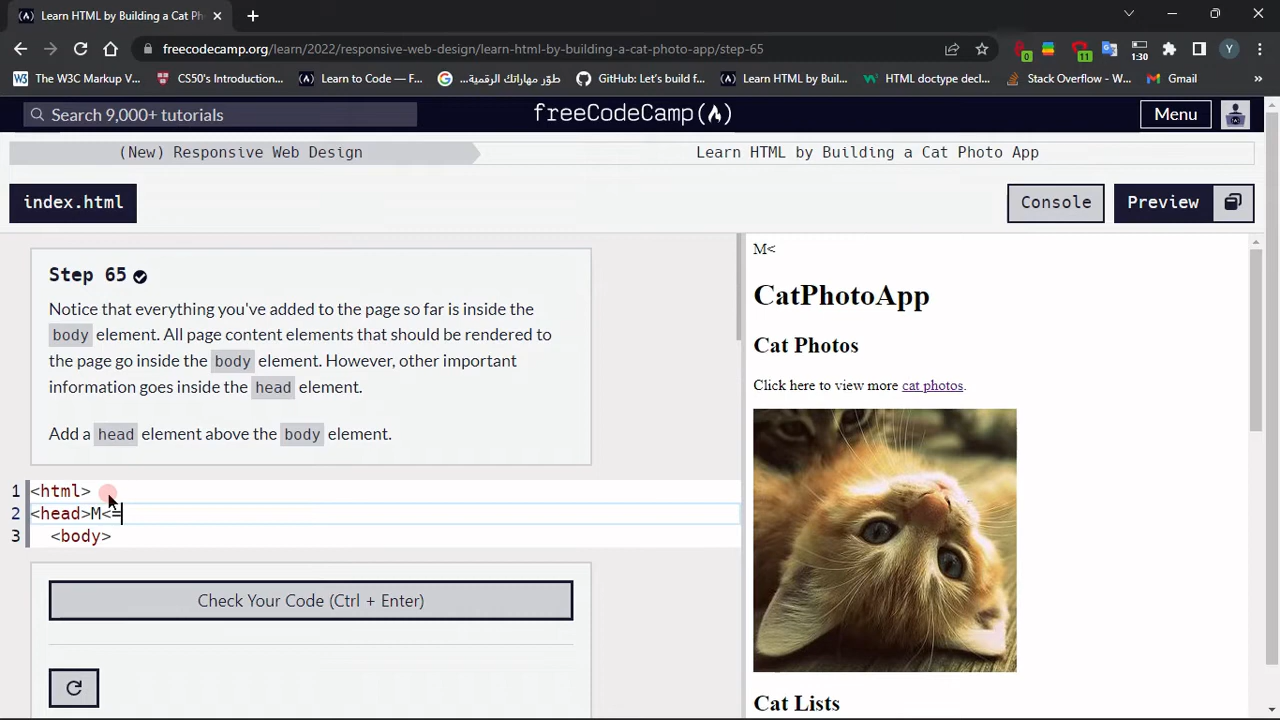 Learn HTML by Building a Cat Ph
freecodecamp.org/learn/2022/responsive-web-design/learn-html-by-building-a-cat-photo-app/step-65
0
11
1:30
Y
The W3C Markup V...
CS50's Introduction...
Learn to Code — F...
طوّر مهاراتك الرقمية...
GitHub: Let's build f...
Learn HTML by Buil...
HTML doctype decl...
Stack Overflow - W...
Gmail
»
Search 9,000+ tutorials
freeCodeCamp
Menu
(New) Responsive Web Design
Learn HTML by Building a Cat Photo App
index.html
Console
Preview
Step 65
Notice that everything you've added to the page so far is inside the
body element. All page content elements that should be rendered to
the page go inside the body element. However, other important
information goes inside the head element.
Add a head element above the body element.
1 <html>
2 <head>M<=
3 <body>
Check Your Code (Ctrl + Enter)
M<
CatPhotoApp
Cat Photos
Click here to view more cat photos.
Cat Lists